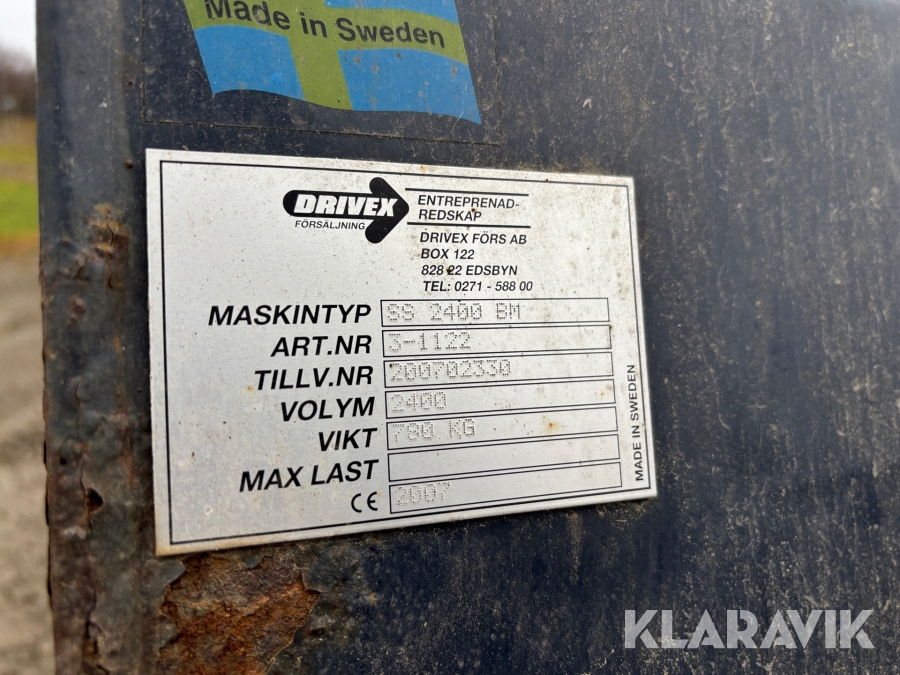 Made in Sweden
DRIVEX
FÖRSÄLJNING
ENTREPRENAD-
REDSKAP
DRIVEX FÖRS AB
BOX 122
828 22 EDSBYN
TEL: 0271 - 588 00
MASKINTYP SS 2400 BM
ART.NR 3-1122
TILLV.NR 200702330
VOLYM 2400
VIKT 780 KG
MAX LAST
CE 2007
MADE IN SWEDEN
KLARAVIK